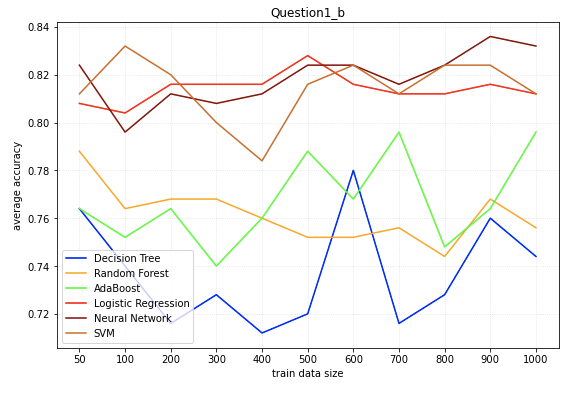 Question1_b
average accuracy
0.84
0.82
0.80
0.78
0.76
0.74
0.72
Decision Tree
Random Forest
AdaBoost
Logistic Regression
Neural Network
SVM
50 100 200 300 400 500 600 700 800 900 1000
train data size